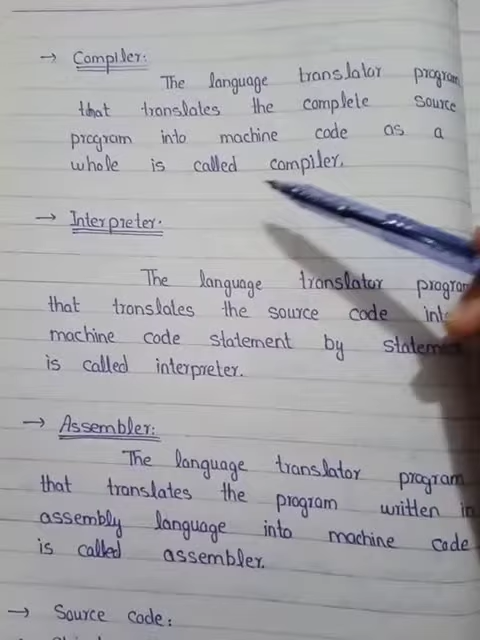 → Compiler:
The language translator program
that translates the complete source
program into machine code as a
whole is called compiler.
→ Interpreter.
The language translator program
that translates the source code into
machine code statement by statement
is called interpreter.
→ Assembler:
The language translator program
that translates the program written in
assembly language into machine code
is called assembler.
→ Source code: